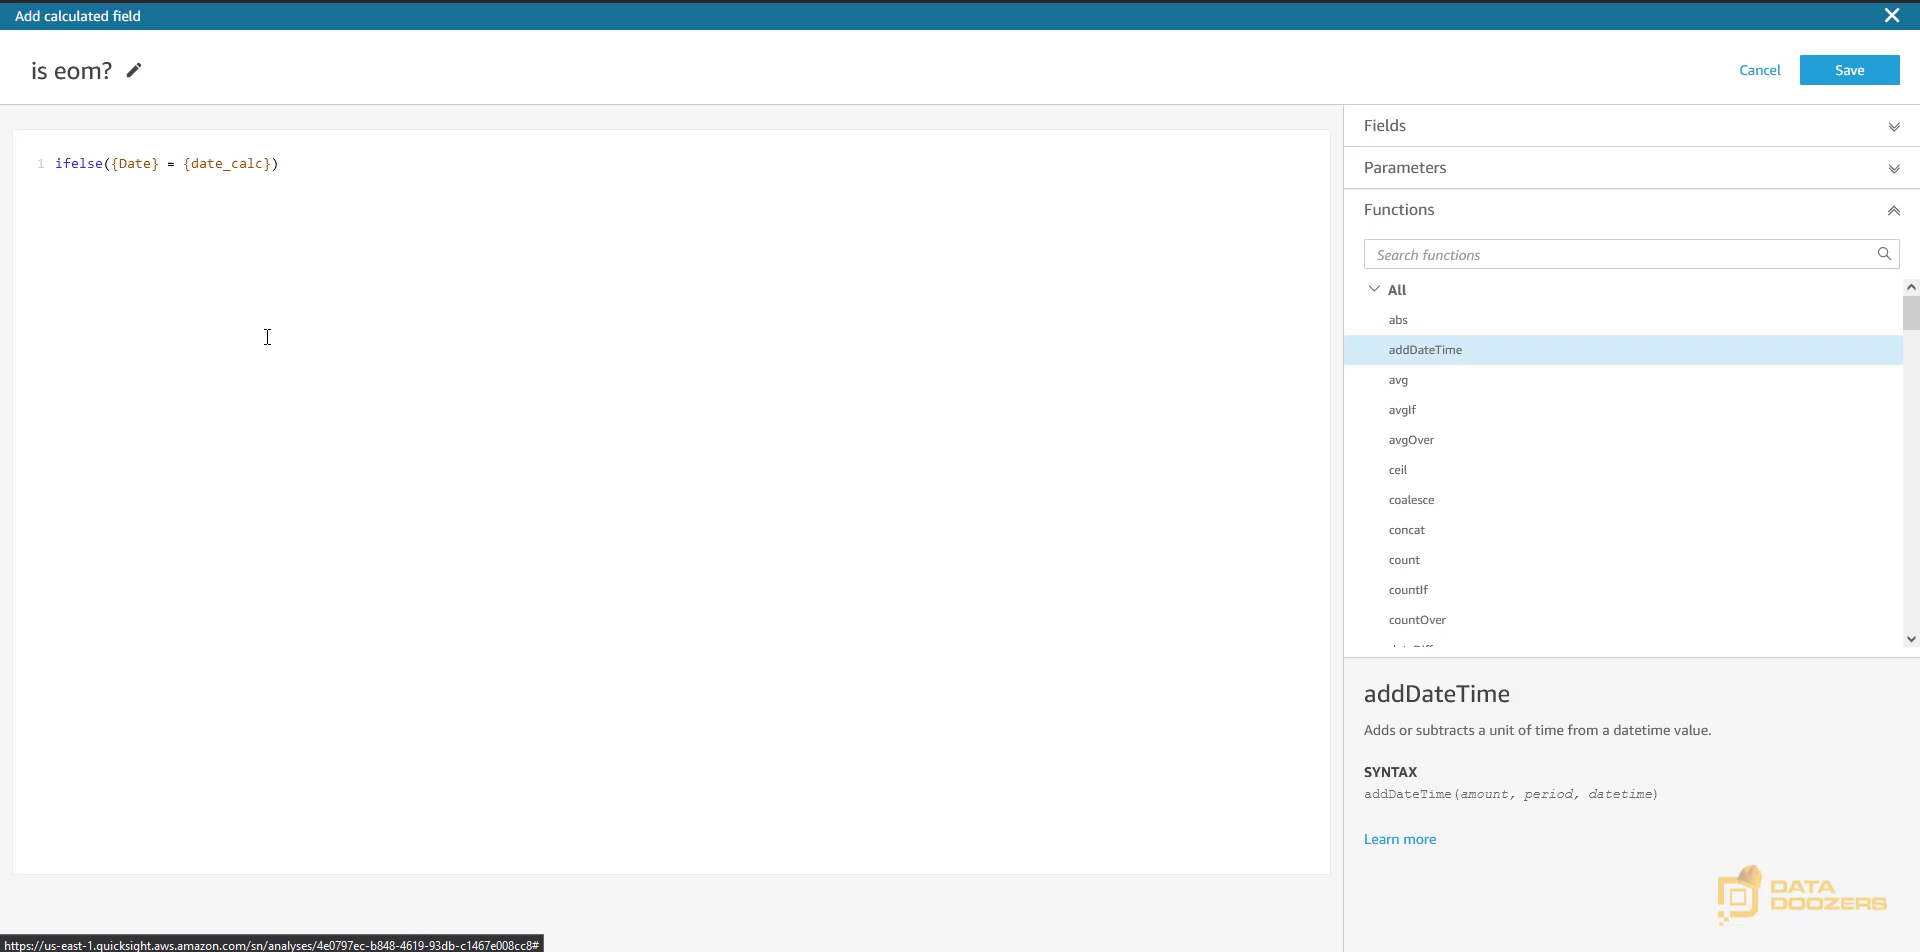 Add calculated field
is eom?
Cancel
Save
1 ifelse({Date} = {date_calc})
Fields
Parameters
Functions
Search functions
All
abs
addDateTime
avg
avgIf
avgOver
ceil
coalesce
concat
count
countIf
countOver
addDateTime
Adds or subtracts a unit of time from a datetime value.
SYNTAX
addDateTime(amount, period, datetime)
Learn more
DATA
DOOZERS
https://us-east-1.quicksight.aws.amazon.com/sn/analyses/4e0797ec-b848-4619-93db-c1467e008cc8#